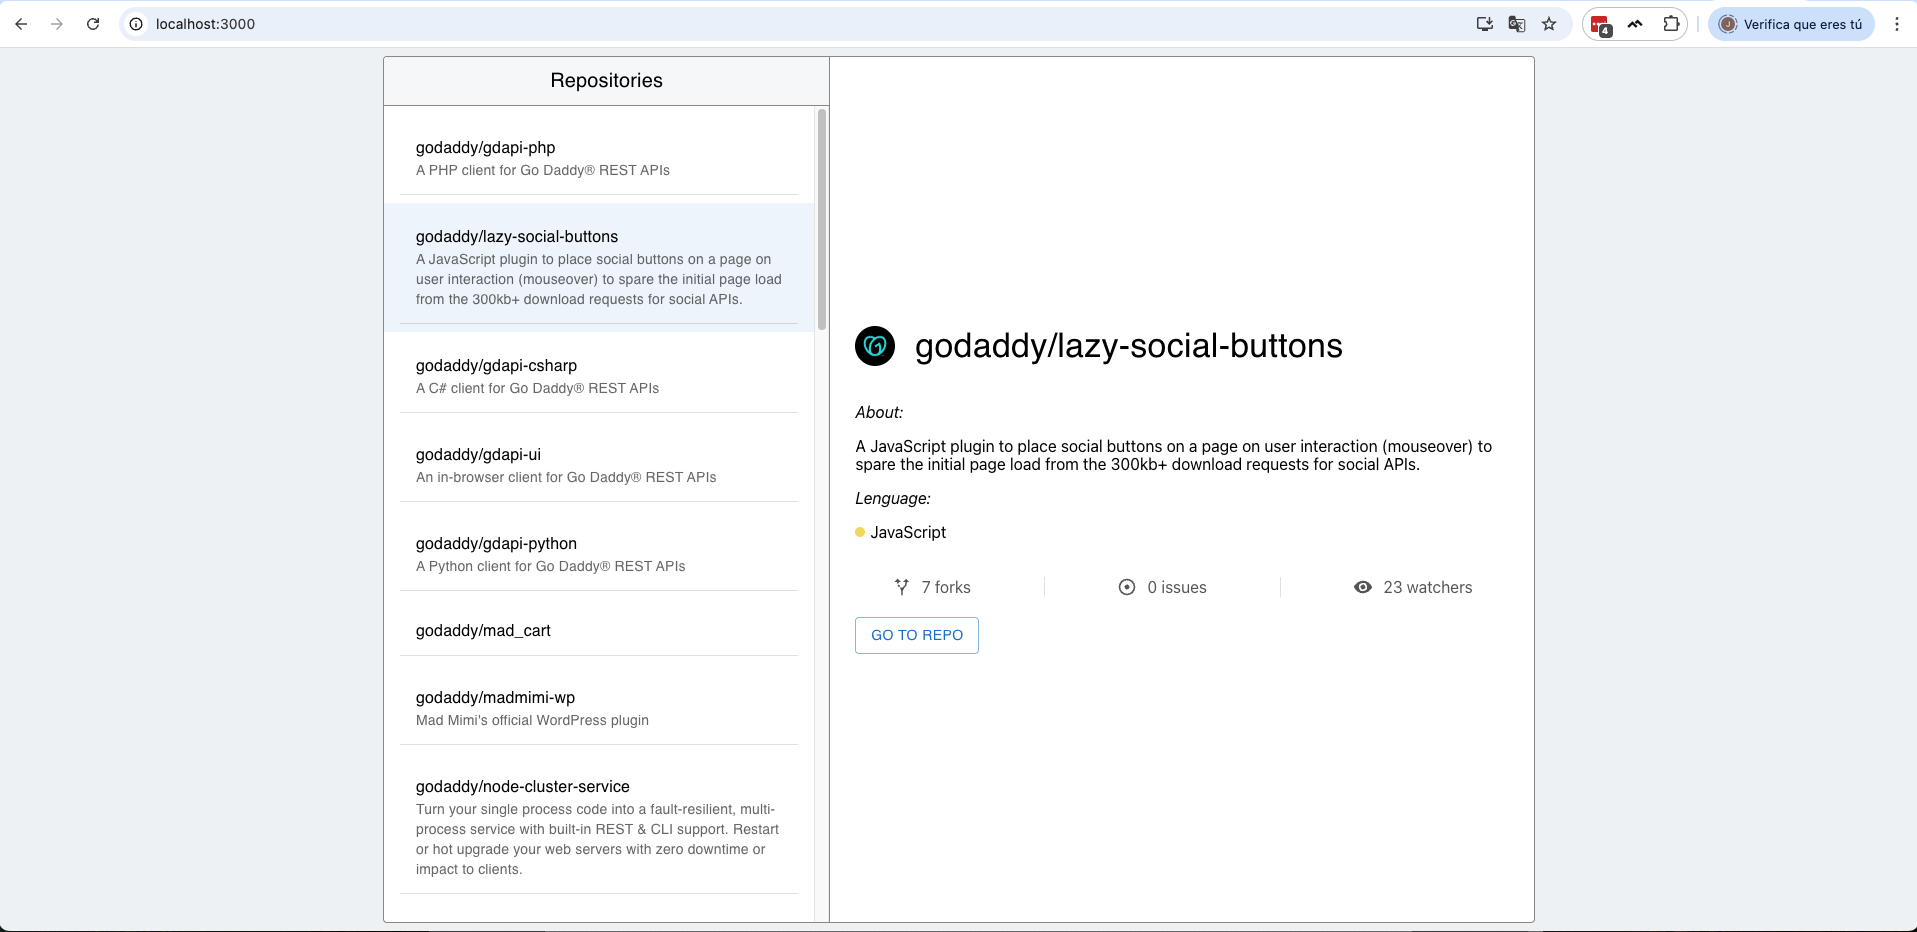 localhost:3000
4
J
Verifica que eres tú
Repositories
godaddy/gdapi-php
A PHP client for Go Daddy® REST APIs
godaddy/lazy-social-buttons
A JavaScript plugin to place social buttons on a page on
user interaction (mouseover) to spare the initial page load
from the 300kb+ download requests for social APIs.
godaddy/gdapi-csharp
A C# client for Go Daddy® REST APIs
godaddy/gdapi-ui
An in-browser client for Go Daddy® REST APIs
godaddy/gdapi-python
A Python client for Go Daddy® REST APIs
godaddy/mad_cart
godaddy/madmimi-wp
Mad Mimi's official WordPress plugin
godaddy/node-cluster-service
Turn your single process code into a fault-resilient, multi-
process service with built-in REST & CLI support. Restart
or hot upgrade your web servers with zero downtime or
impact to clients.
godaddy/lazy-social-buttons
About:
A JavaScript plugin to place social buttons on a page on user interaction (mouseover) to
spare the initial page load from the 300kb+ download requests for social APIs.
Lenguage:
JavaScript
7 forks
0 issues
23 watchers
GO TO REPO